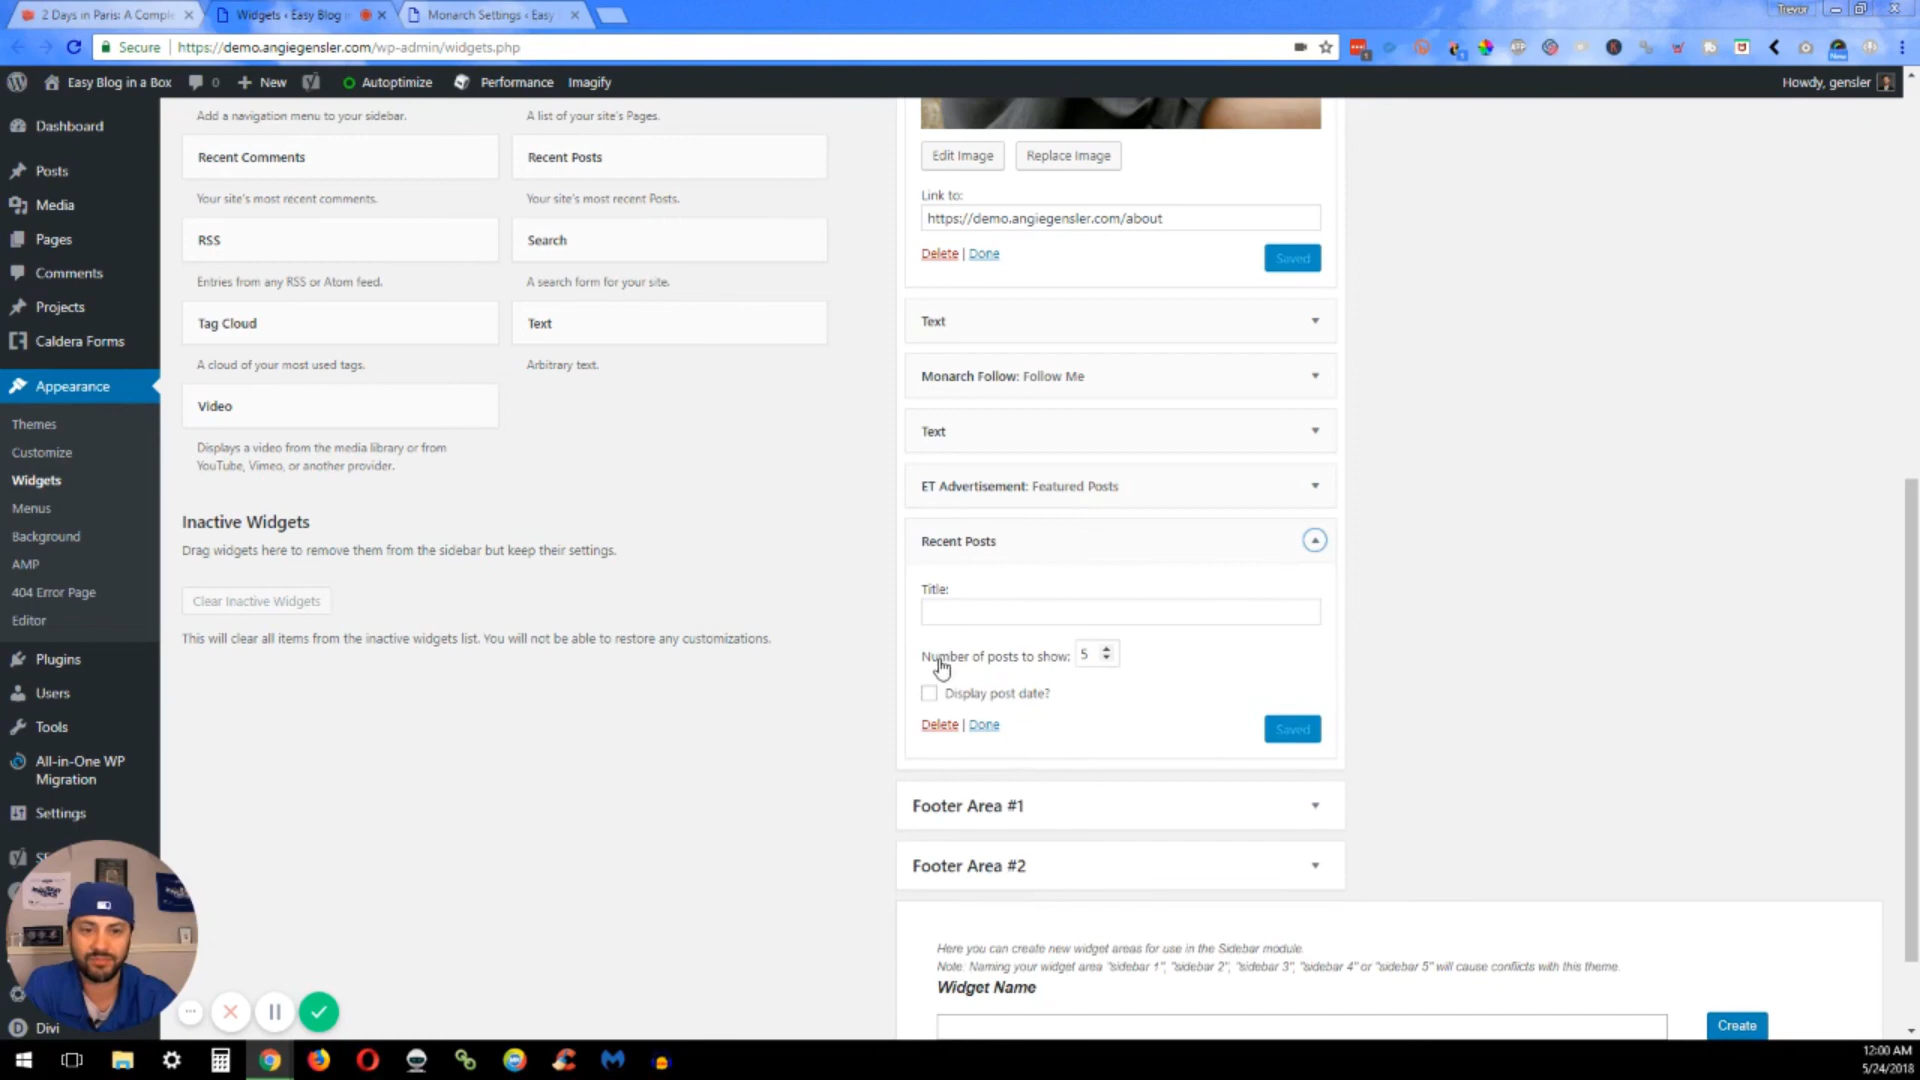 2 Days in Paris: A Comple
Widgets ‹ Easy Blog in
Monarch Settings ‹ Easy
Trevor
Secure
https://demo.angiegensler.com/wp-admin/widgets.php
Easy Blog in a Box
0
New
Autoptimize
Performance
Imagify
Howdy, gensler
Dashboard
Posts
Media
Pages
Comments
Projects
Caldera Forms
Appearance
Themes
Customize
Widgets
Menus
Background
AMP
404 Error Page
Editor
Plugins
Users
Tools
All-in-One WP
Migration
Settings
Divi
Add a navigation menu to your sidebar.
A list of your site's Pages.
Recent Comments
Recent Posts
Your site's most recent comments.
Your site's most recent Posts.
RSS
Search
Entries from any RSS or Atom feed.
A search form for your site.
Tag Cloud
Text
A cloud of your most used tags.
Arbitrary text.
Video
Displays a video from the media library or from
YouTube, Vimeo, or another provider.
Inactive Widgets
Drag widgets here to remove them from the sidebar but keep their settings.
Clear Inactive Widgets
This will clear all items from the inactive widgets list. You will not be able to restore any customizations.
Edit Image
Replace Image
Link to:
https://demo.angiegensler.com/about
Delete | Done
Saved
Text
Monarch Follow: Follow Me
Text
ET Advertisement: Featured Posts
Recent Posts
Title:
Number of posts to show: 5
Display post date?
Delete | Done
Saved
Footer Area #1
Footer Area #2
Here you can create new widget areas for use in the Sidebar module.
Note: Naming your widget area "sidebar 1", "sidebar 2", "sidebar 3", "sidebar 4" or "sidebar 5" will cause conflicts with this theme.
Widget Name
Create
12:00 AM
5/24/2018